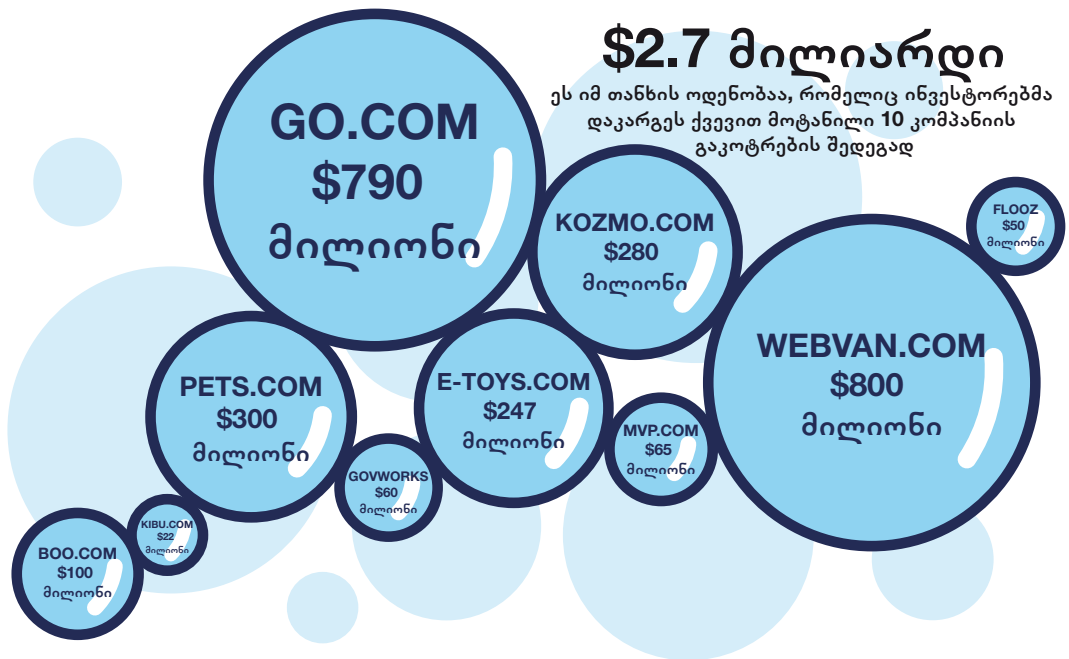 $2.7 მილიარდი
ეს იმ თანხის ოდენობაა, რომელიც ინვესტორებმა
დაკარგეს ქვევით მოტანილი 10 კომპანიის
გაკოტრების შედეგად
GO.COM
$790
მილიონი
KOZMO.COM
$280
მილიონი
FLOOZ
$50
მილიონი
WEBVAN.COM
$800
მილიონი
PETS.COM
$300
მილიონი
E-TOYS.COM
$247
მილიონი
MVP.COM
$65
მილიონი
GOVWORKS
$60
მილიონი
KIBU.COM
$22
მილიონი
BOO.COM
$100
მილიონი